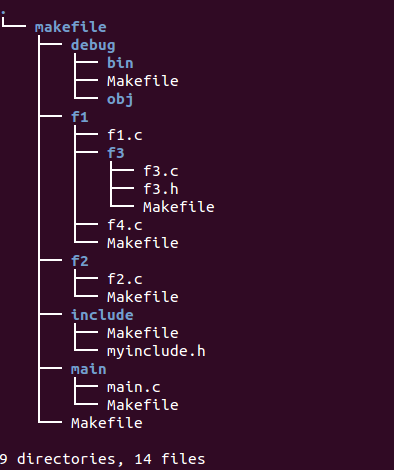 .
└── makefile
    ├── debug
    │   ├── bin
    │   ├── Makefile
    │   └── obj
    ├── f1
    │   ├── f1.c
    │   ├── f3
    │   │   ├── f3.c
    │   │   ├── f3.h
    │   │   └── Makefile
    │   ├── f4.c
    │   └── Makefile
    ├── f2
    │   ├── f2.c
    │   └── Makefile
    ├── include
    │   ├── Makefile
    │   └── myinclude.h
    ├── main
    │   ├── main.c
    │   └── Makefile
    └── Makefile
9 directories, 14 files